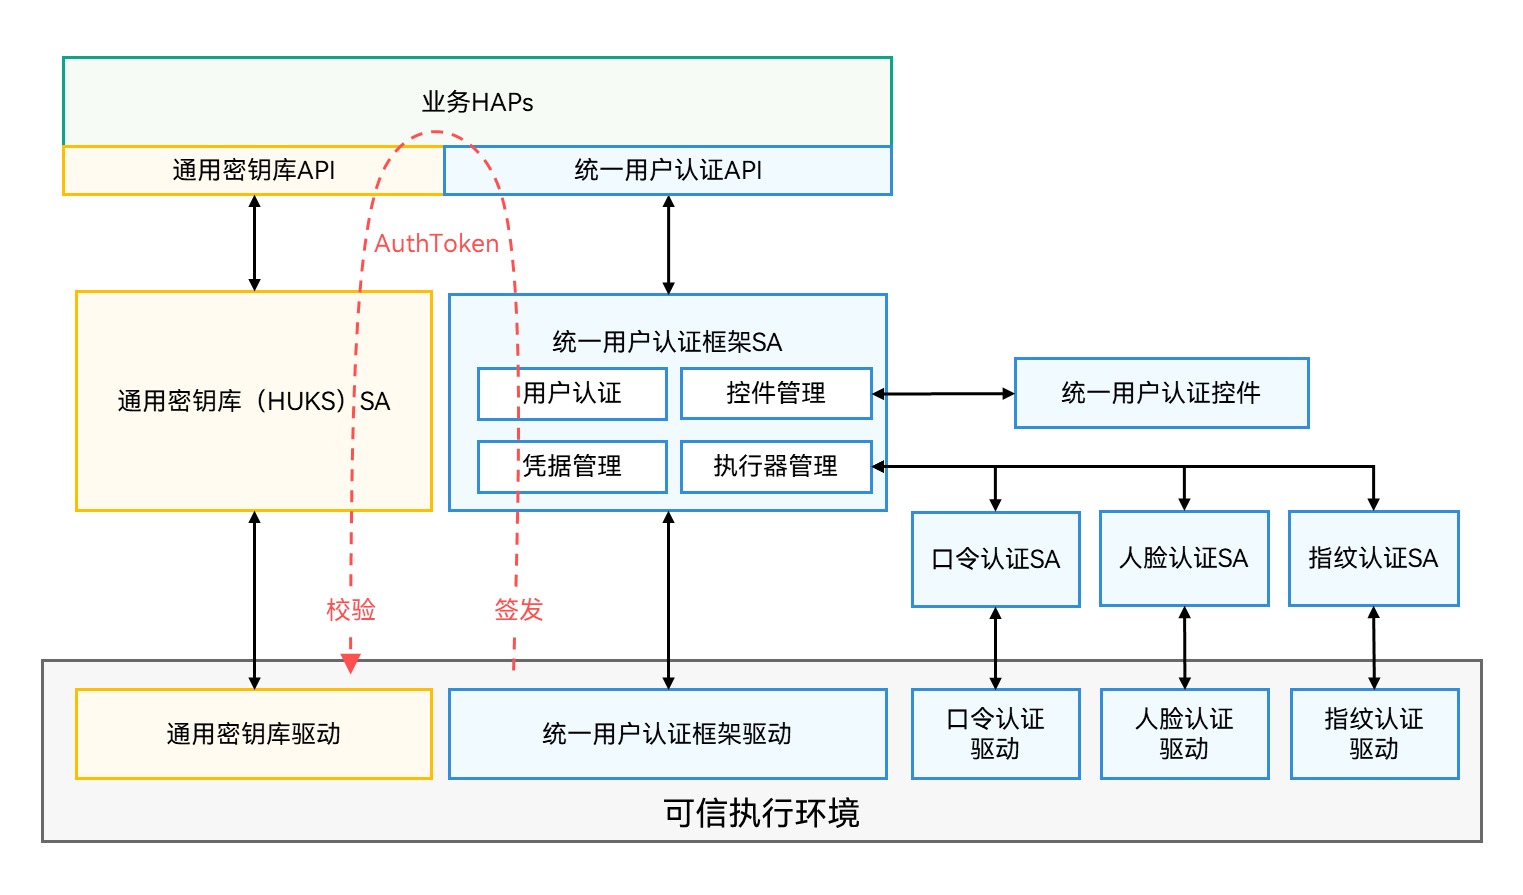 业务HAPs
通用密钥库API
统一用户认证API
AuthToken
通用密钥库（HUKS）SA
统一用户认证框架SA
用户认证
控件管理
凭据管理
执行器管理
统一用户认证控件
口令认证SA
人脸认证SA
指纹认证SA
校验
签发
通用密钥库驱动
统一用户认证框架驱动
口令认证
驱动
人脸认证
驱动
指纹认证
驱动
可信执行环境